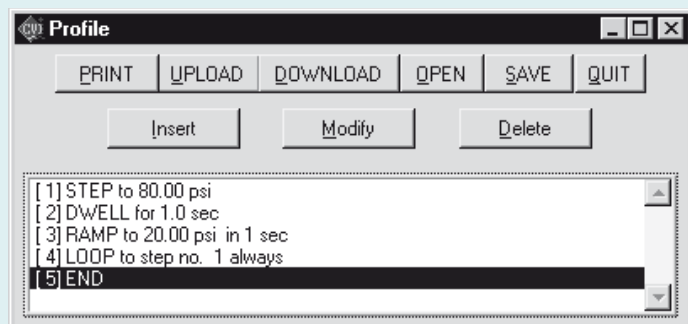 CVI Profile
PRINT UPLOAD DOWNLOAD OPEN SAVE QUIT
Insert Modify Delete
[ 1] STEP to 80.00 psi
[ 2] DWELL for 1.0 sec
[ 3] RAMP to 20.00 psi in 1 sec
[ 4] LOOP to step no. 1 always
[ 5] END